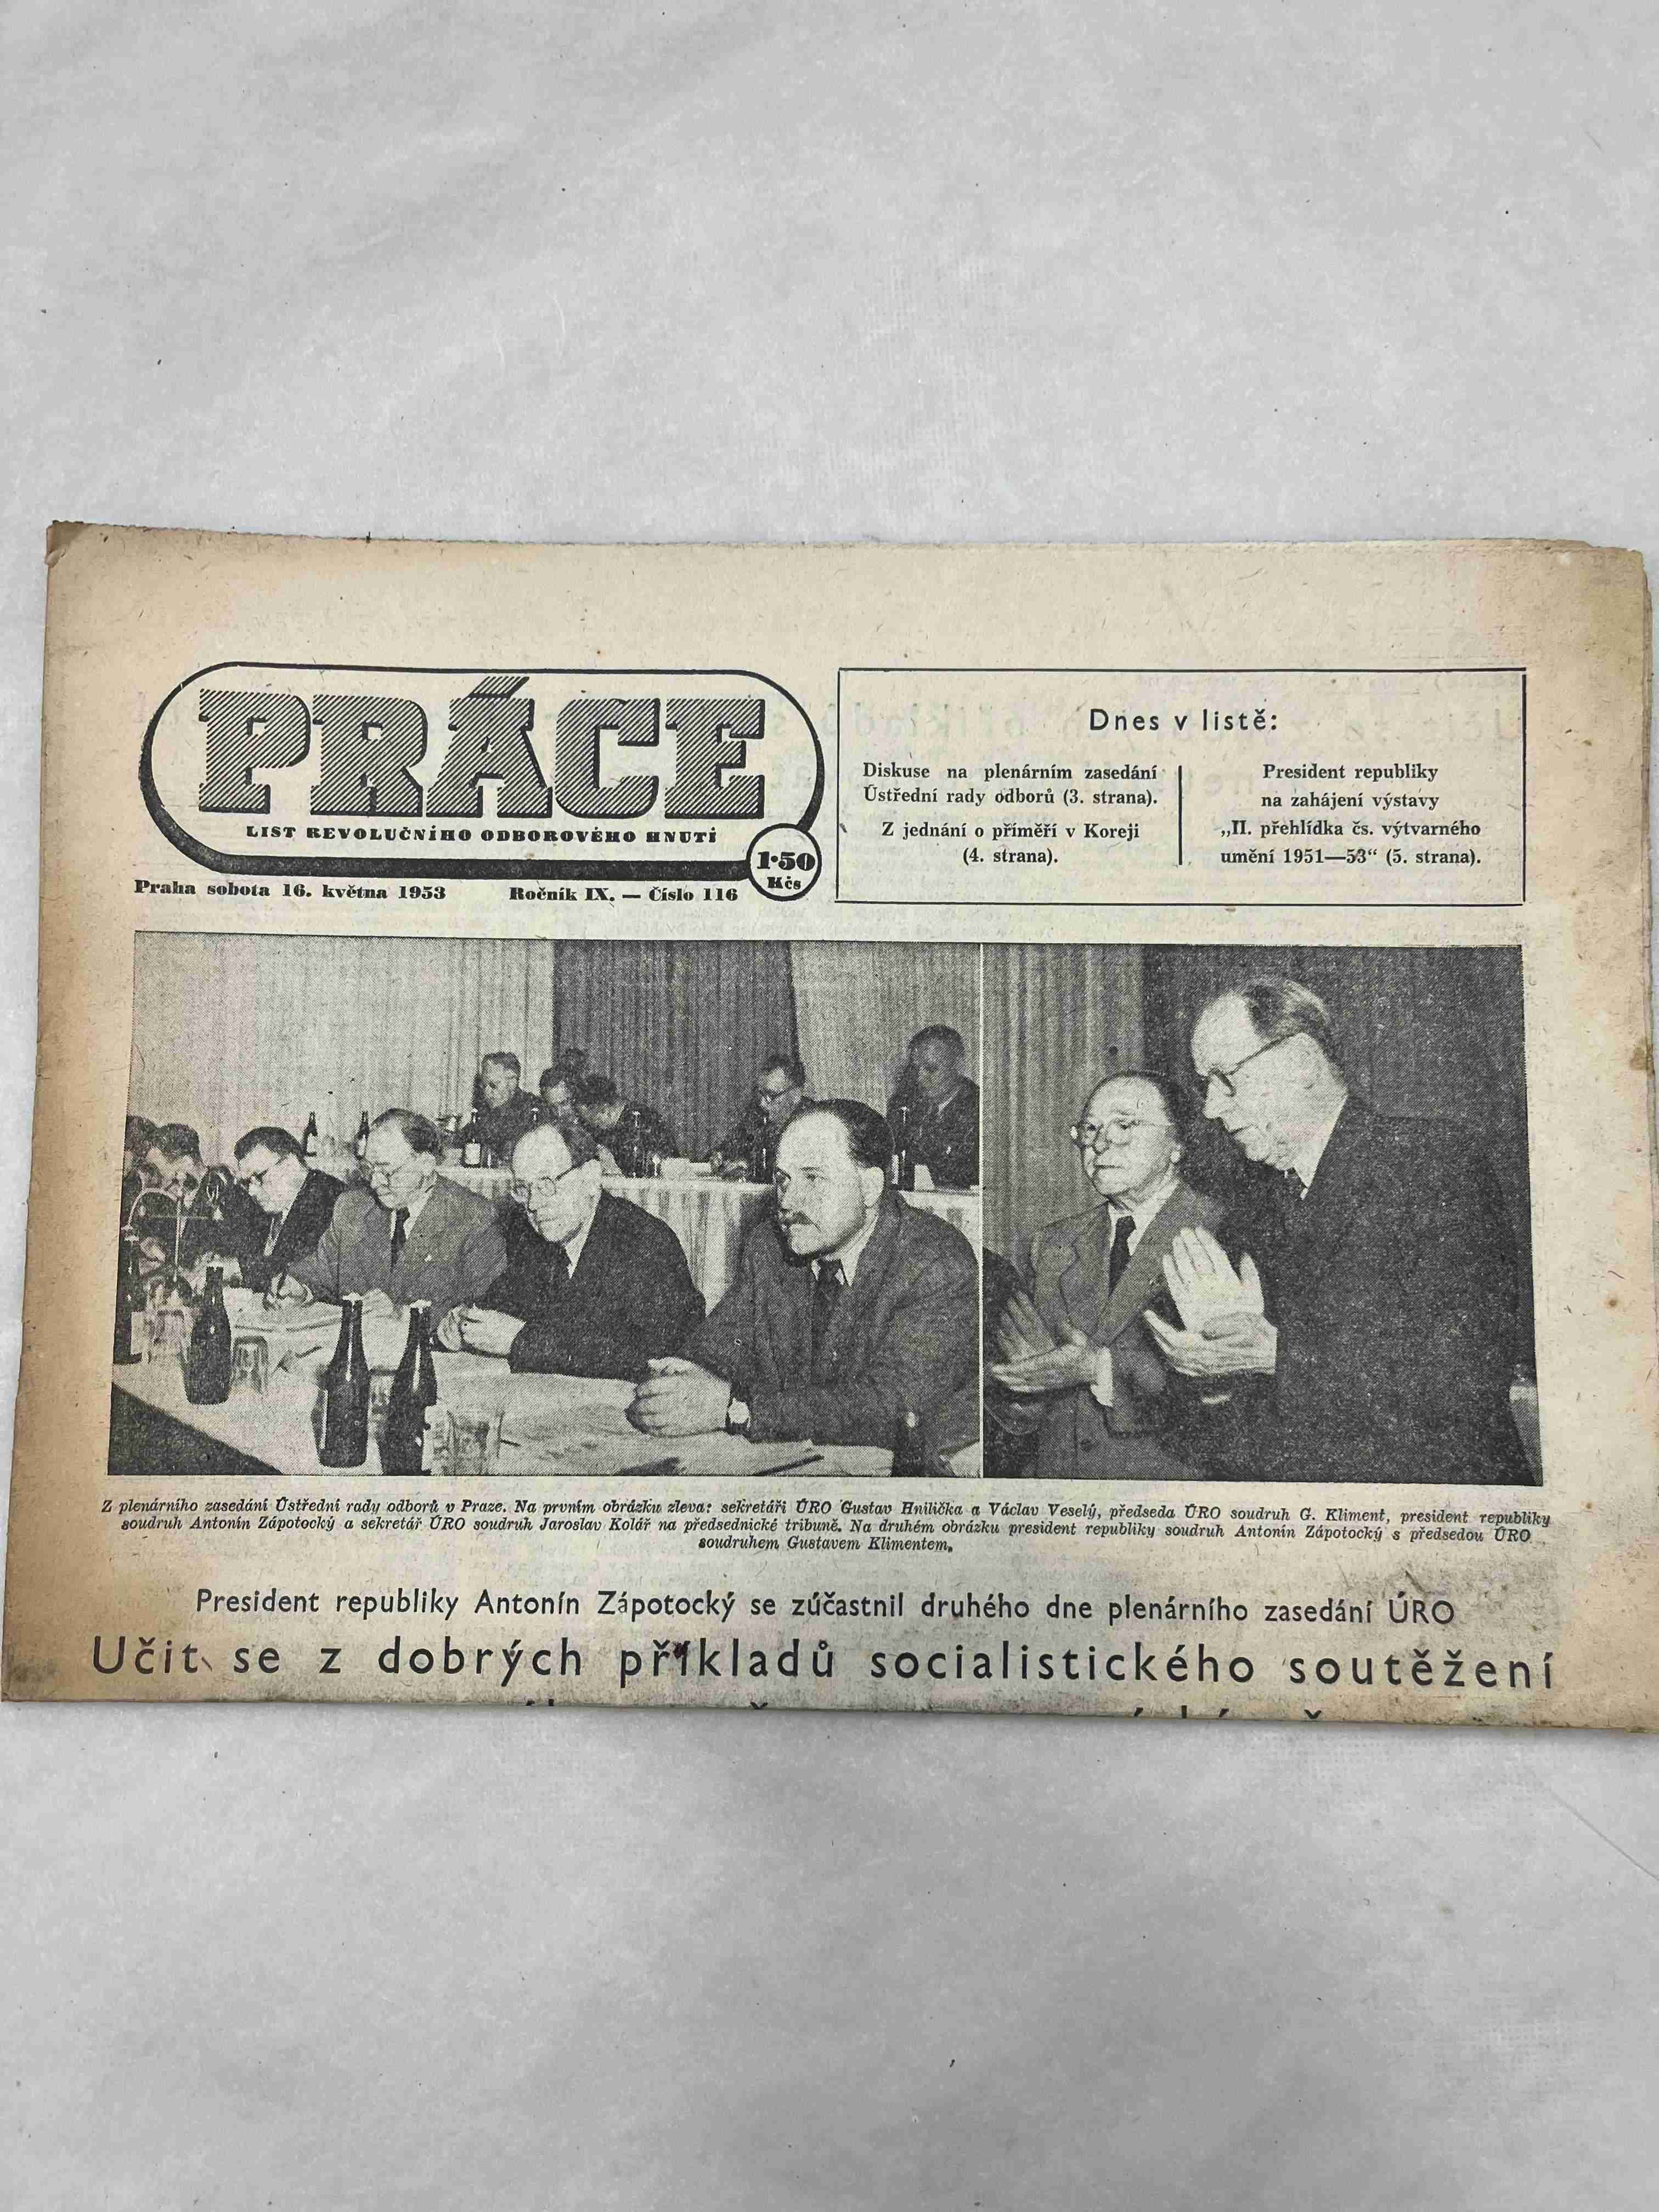 PRÁCE
LIST REVOLUČNÍHO ODBOROVÉHO HNUTÍ
1·50
Kčs
Praha sobota 16. května 1953 Ročník IX. — Číslo 116
Dnes v listě:
Diskuse na plenárním zasedání
Ústřední rady odborů (3. strana).
Z jednání o příměří v Koreji
(4. strana).
President republiky
na zahájení výstavy
„II. přehlídka čs. výtvarného
umění 1951—53“ (5. strana).
Z plenárního zasedání Ústřední rady odborů v Praze. Na prvním obrázku zleva: sekretáři ÚRO Gustav Hnilička a Václav Veselý, předseda ÚRO soudruh G. Kliment, president republiky
soudruh Antonín Zápotocký a sekretář ÚRO soudruh Jaroslav Kolář na předsednické tribuně. Na druhém obrázku president republiky soudruh Antonín Zápotocký s předsedou ÚRO
soudruhem Gustavem Klimentem.
President republiky Antonín Zápotocký se zúčastnil druhého dne plenárního zasedání ÚRO
Učit se z dobrých příkladů socialistického soutěžení